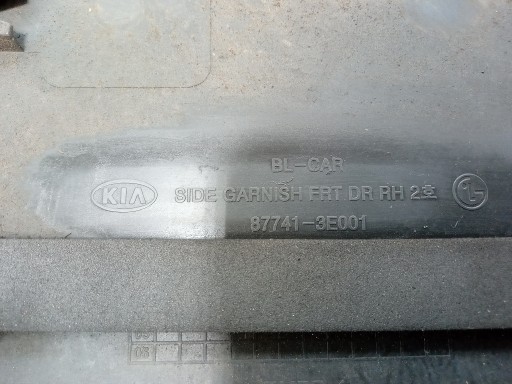 BL-CAR
KIA SIDE GARNISH FRT DR RH 2호 LG
87741-3E001